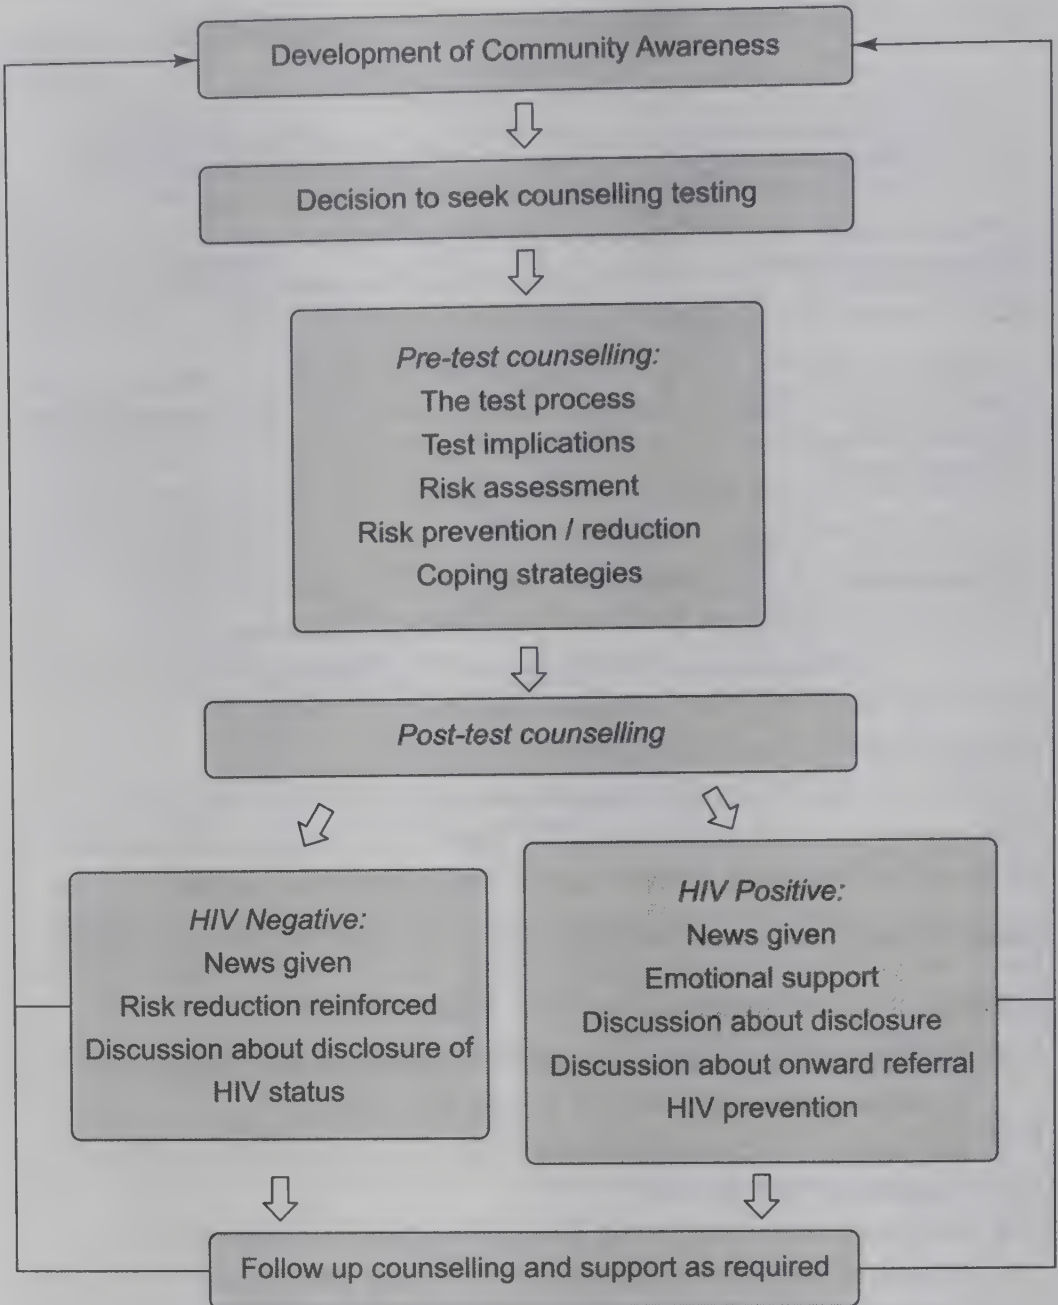 Development of Community Awareness
Decision to seek counselling testing
Pre-test counselling:
The test process
Test implications
Risk assessment
Risk prevention / reduction
Coping strategies
Post-test counselling
HIV Negative:
News given
Risk reduction reinforced
Discussion about disclosure of
HIV status
HIV Positive:
News given
Emotional support
Discussion about disclosure
Discussion about onward referral
HIV prevention
Follow up counselling and support as required